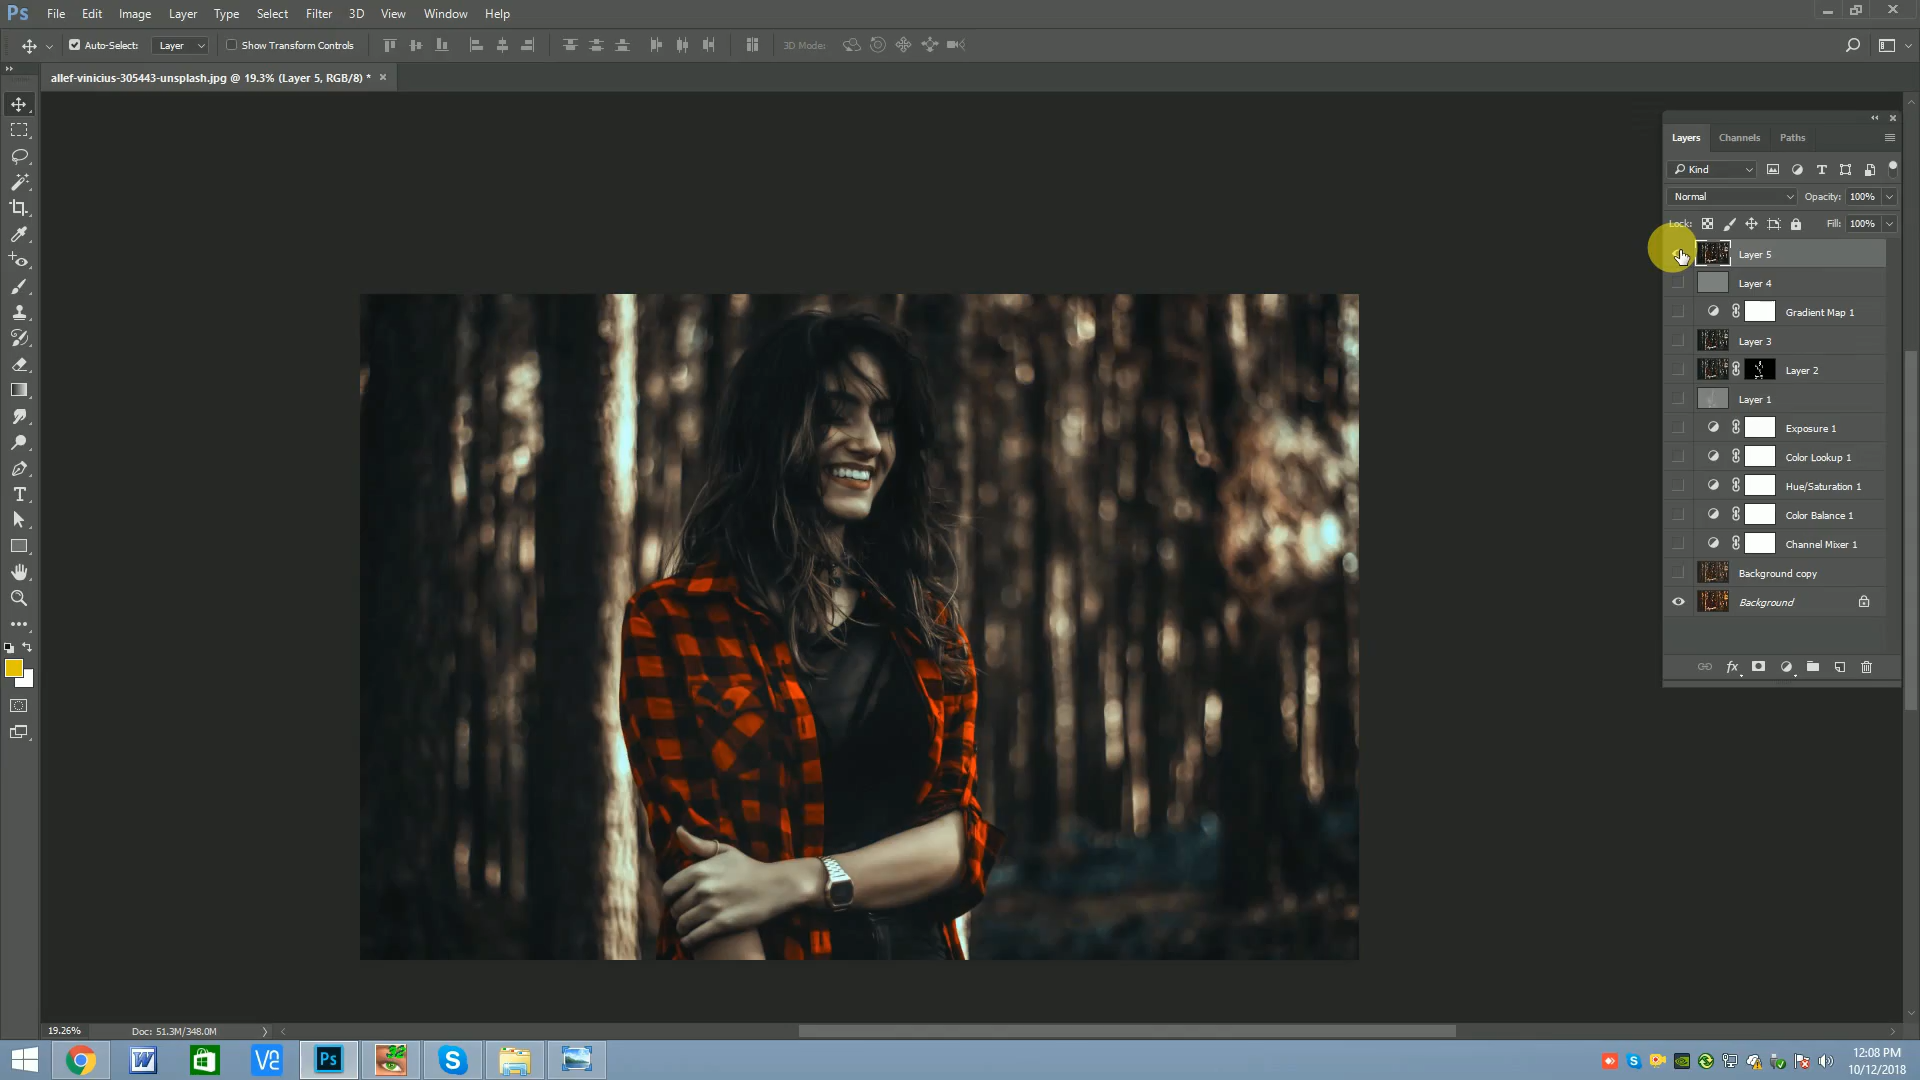 Ps File Edit Image Layer Type Select Filter 3D View Window Help
Auto-Select: Layer Show Transform Controls 3D Mode:
allef-vinicius-305443-unsplash.jpg @ 19.3% (Layer 5, RGB/8) *
Layers Channels Paths
Kind
Normal Opacity: 100%
Lock: Fill: 100%
Layer 5
Layer 4
Gradient Map 1
Layer 3
Layer 2
Layer 1
Exposure 1
Color Lookup 1
Hue/Saturation 1
Color Balance 1
Channel Mixer 1
Background copy
Background
fx
19.26% Doc: 51.3M/348.0M
Ps
12:08 PM
10/12/2018